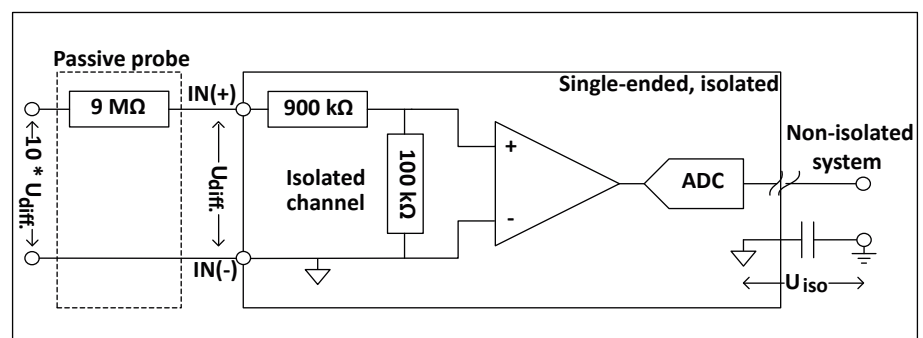 Passive probe
Single-ended, isolated
9 MΩ
IN(+)
900 kΩ
Non-isolated
system
10 * Udiff.
Udiff.
Isolated
channel
100 kΩ
+
-
ADC
IN(-)
Uiso